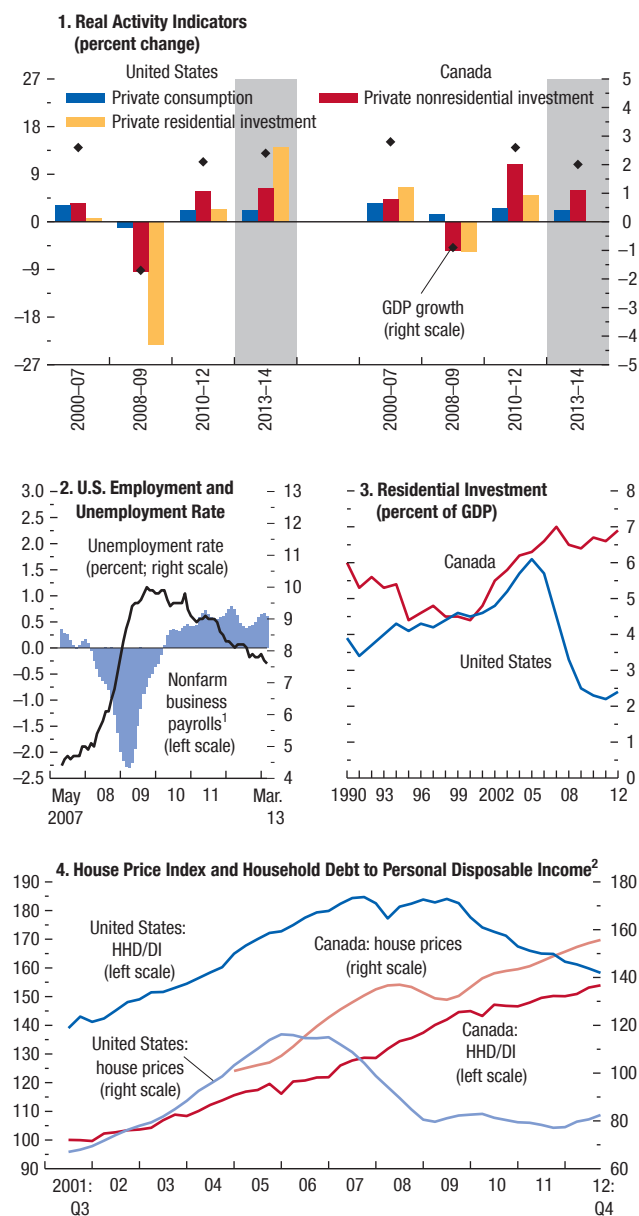 1. Real Activity Indicators
(percent change)
United States
Canada
Private consumption
Private nonresidential investment
Private residential investment
27
18
9
0
–9
–18
–27
5
4
3
2
1
0
–1
–2
–3
–4
–5
GDP growth
(right scale)
2000–07
2008–09
2010–12
2013–14
2000–07
2008–09
2010–12
2013–14
2. U.S. Employment and
Unemployment Rate
3.0
2.5
2.0
1.5
1.0
0.5
0.0
–0.5
–1.0
–1.5
–2.0
–2.5
13
12
11
10
9
8
7
6
5
4
Unemployment rate
(percent; right scale)
Nonfarm
business
payrolls1
(left scale)
May 08 09 10 11 Mar.
2007 13
3. Residential Investment
(percent of GDP)
8
7
6
5
4
3
2
1
0
Canada
United States
1990 93 96 99 2002 05 08 12
4. House Price Index and Household Debt to Personal Disposable Income2
190
180
170
160
150
140
130
120
110
100
90
180
160
140
120
100
80
60
United States:
HHD/DI
(left scale)
Canada: house prices
(right scale)
United States:
house prices
(right scale)
Canada:
HHD/DI
(left scale)
2001: 02 03 04 05 06 07 08 09 10 11 12:
Q3 Q4